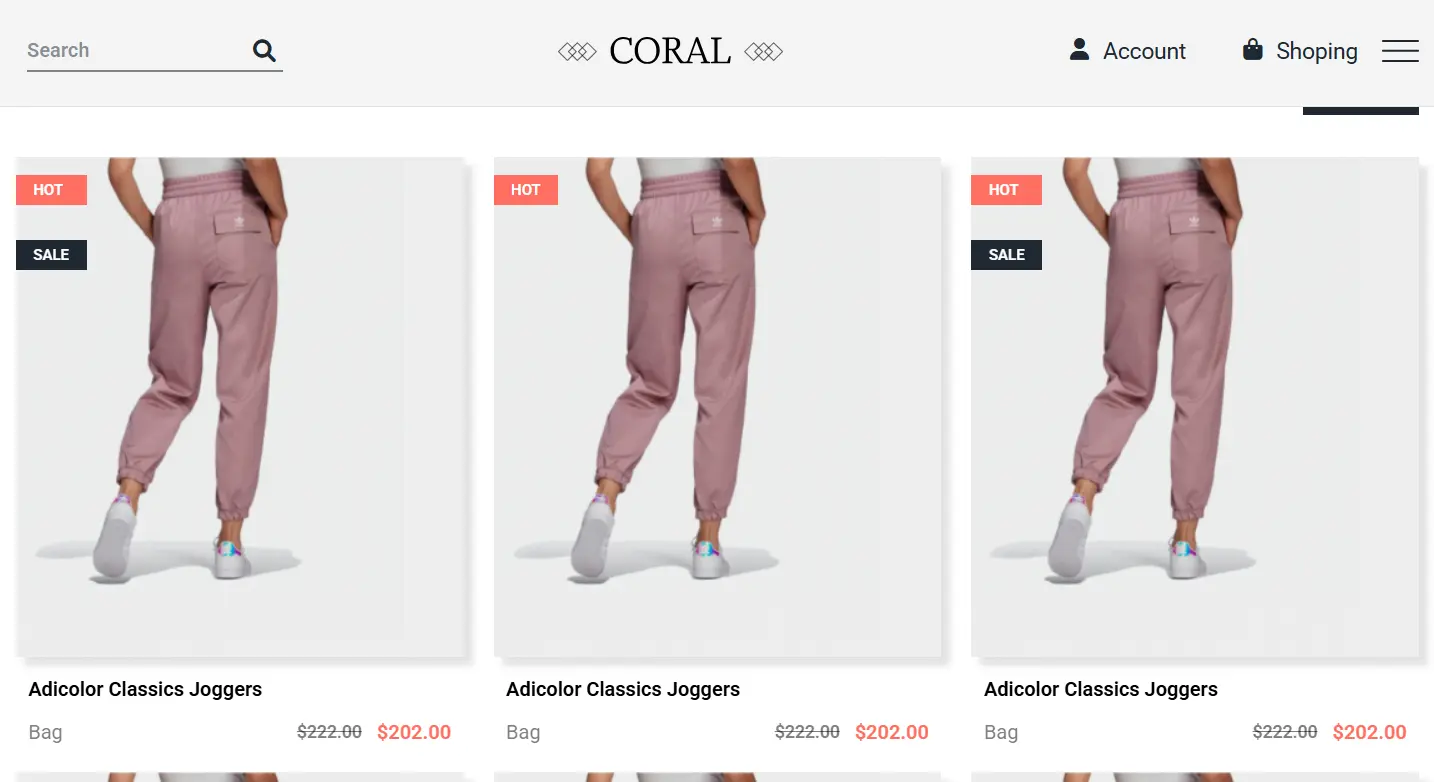 Search
CORAL
Account
Shoping
HOT
HOT
HOT
SALE
SALE
Adicolor Classics Joggers
Adicolor Classics Joggers
Adicolor Classics Joggers
Bag $222.00 $202.00
Bag $222.00 $202.00
Bag $222.00 $202.00